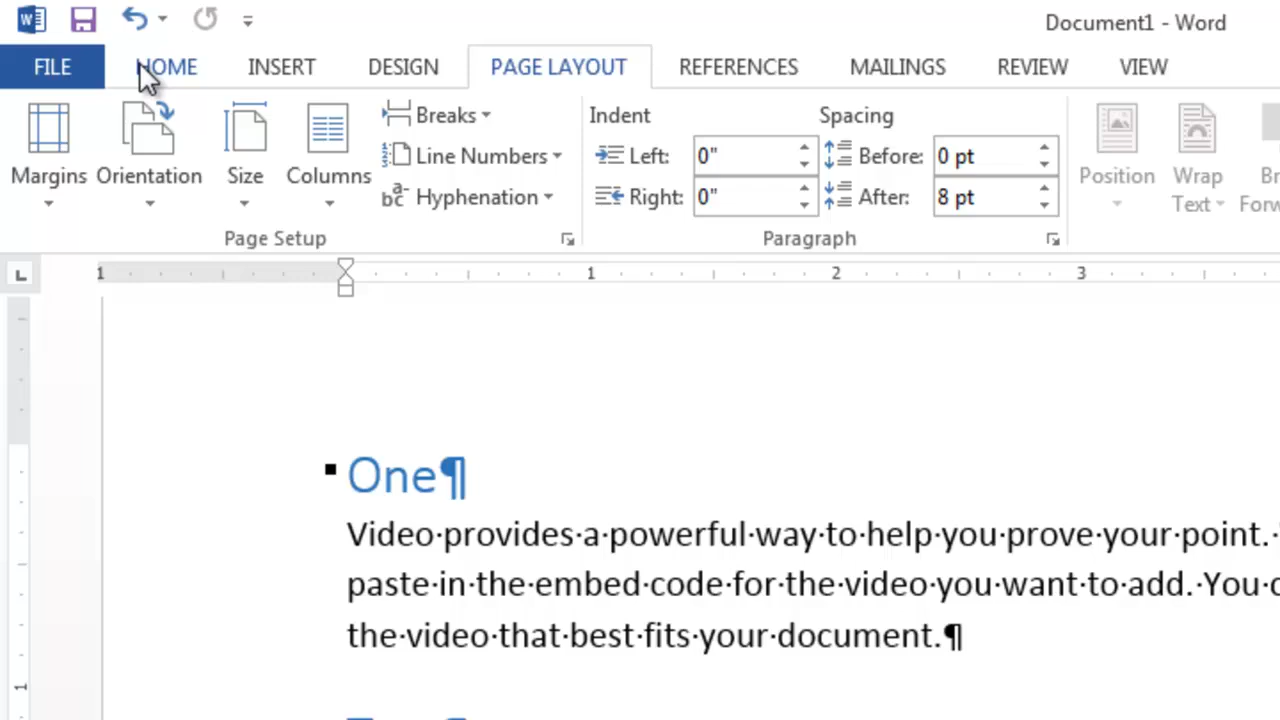 Document1 - Word
FILE HOME INSERT DESIGN PAGE LAYOUT REFERENCES MAILINGS REVIEW VIEW
Indent Spacing
Breaks
Line Numbers Left: 0" Before: 0 pt
Margins Orientation Size Columns Position Wrap
Hyphenation Right: 0" After: 8 pt Text
Page Setup Paragraph
1 1 2 3
One¶
Video·provides·a·powerful·way·to·help·you·prove·your·point.·
paste·in·the·embed·code·for·the·video·you·want·to·add.·You·
the·video·that·best·fits·your·document.¶
1